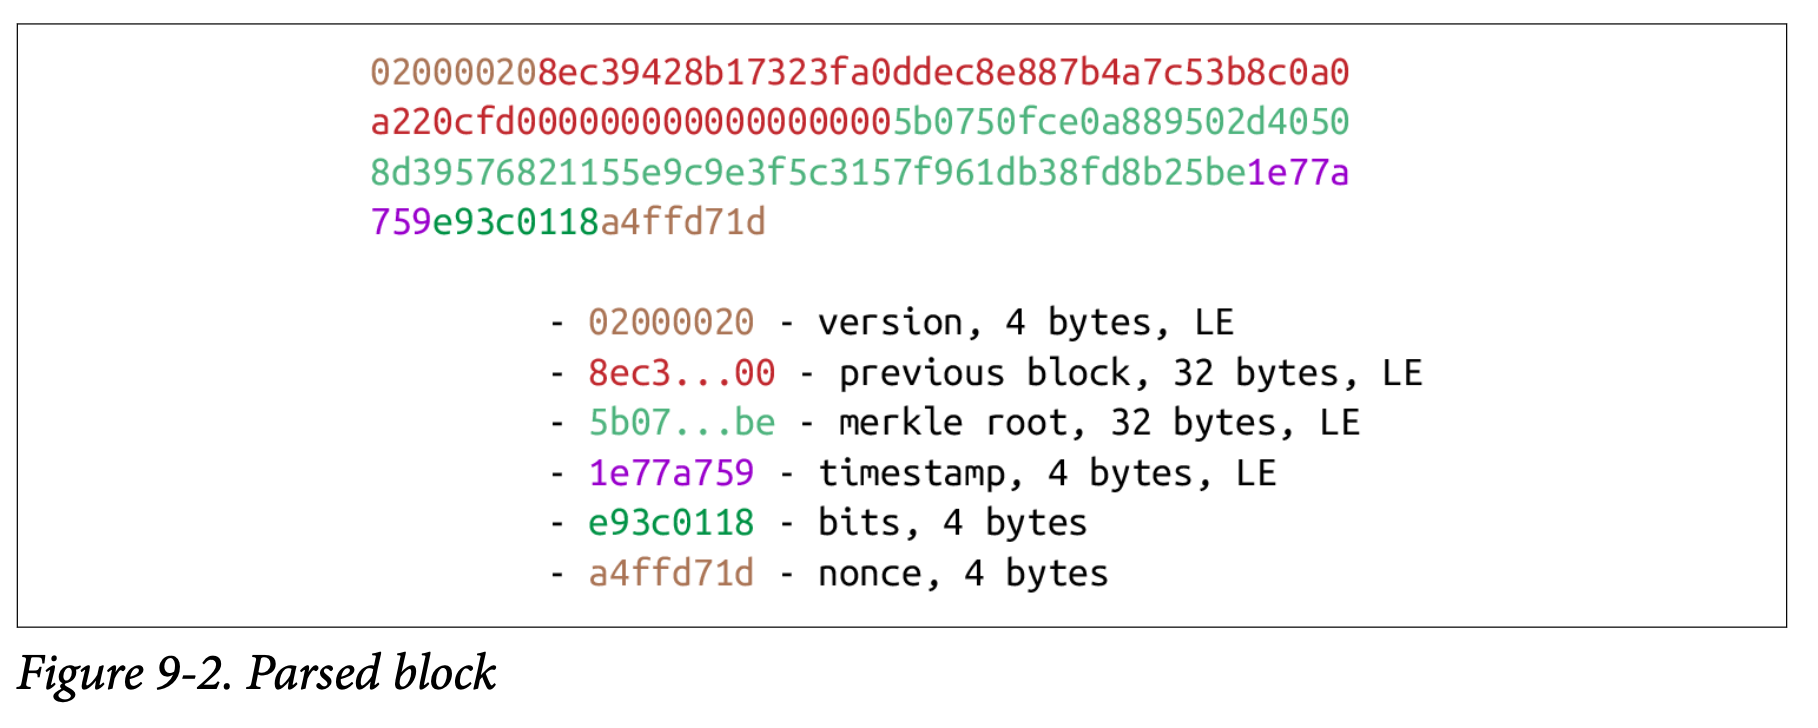 020000208ec39428b17323fa0ddec8e887b4a7c53b8c0a0
a220cfd0000000000000000005b0750fce0a889502d4050
8d39576821155e9c9e3f5c3157f961db38fd8b25be1e77a
759e93c0118a4ffd71d
- 02000020 - version, 4 bytes, LE
- 8ec3...00 - previous block, 32 bytes, LE
- 5b07...be - merkle root, 32 bytes, LE
- 1e77a759 - timestamp, 4 bytes, LE
- e93c0118 - bits, 4 bytes
- a4ffd71d - nonce, 4 bytes
Figure 9-2. Parsed block